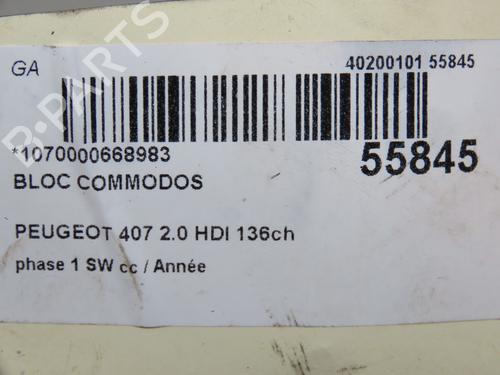 GA
40200101 55845
*1070000668983
55845
BLOC COMMODOS
PEUGEOT 407 2.0 HDI 136ch
phase 1 SW cc / Année
B-PARTS